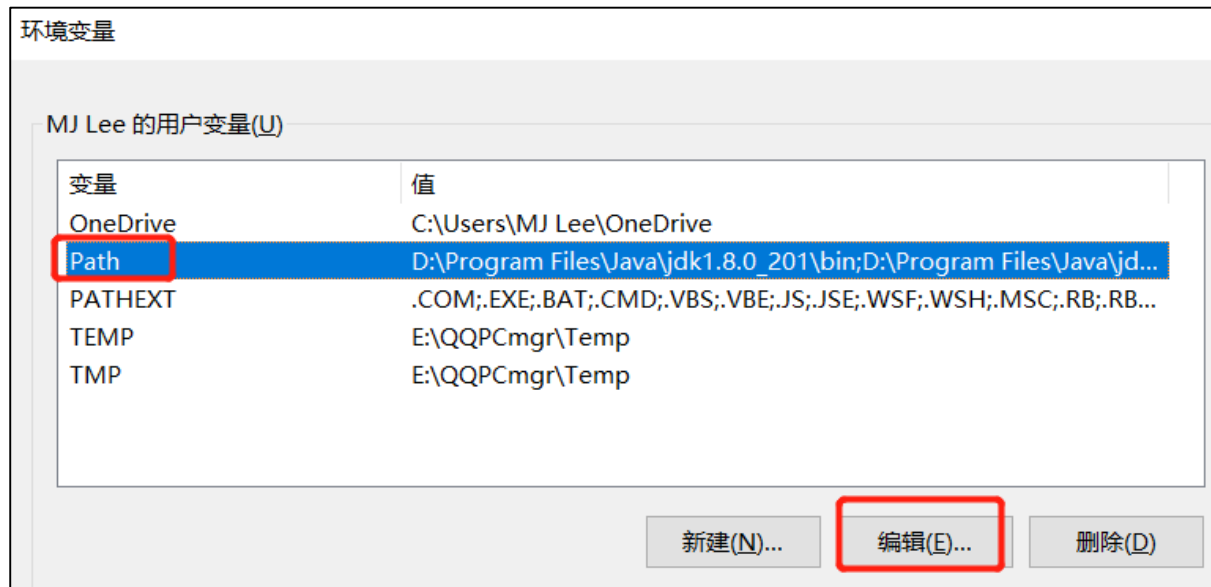 环境变量
MJ Lee 的用户变量(U)
变量 值
OneDrive C:\Users\MJ Lee\OneDrive
Path D:\Program Files\Java\jdk1.8.0_201\bin;D:\Program Files\Java\jd...
PATHEXT .COM;.EXE;.BAT;.CMD;.VBS;.VBE;.JS;.JSE;.WSF;.WSH;.MSC;.RB;.RB...
TEMP E:\QQPCmgr\Temp
TMP E:\QQPCmgr\Temp
新建(N)... 编辑(E)... 删除(D)